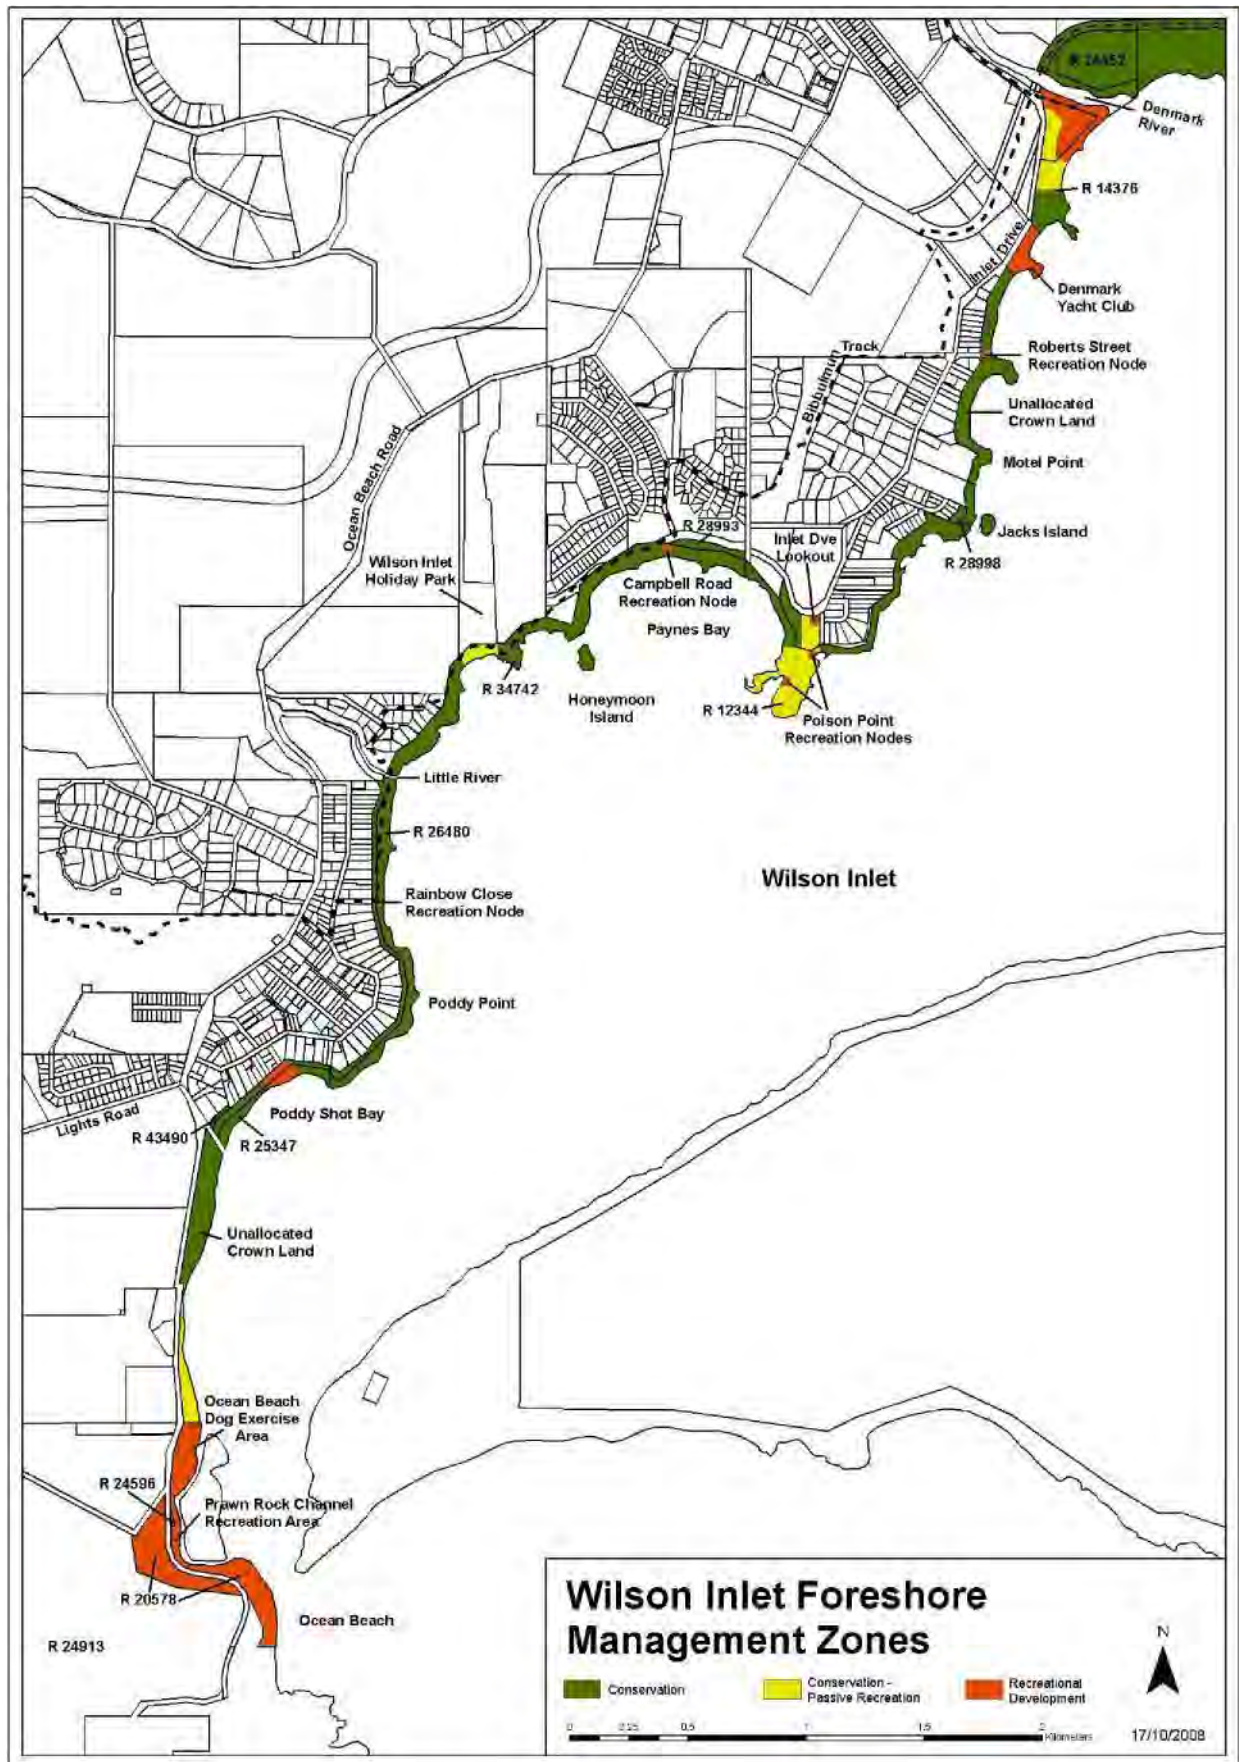 R 24452
Denmark
River
R 14376
Inlet Drive
Denmark
Yacht Club
Roberts Street
Recreation Node
Bibbulmun Track
Unallocated
Crown Land
Motel Point
Ocean Beach Road
R 28993
Inlet Dve
Lookout
Jacks Island
R 28998
Wilson Inlet
Holiday Park
Campbell Road
Recreation Node
Paynes Bay
R 34742
Honeymoon
Island
R 12344
Poison Point
Recreation Nodes
Little River
R 26480
Wilson Inlet
Rainbow Close
Recreation Node
Poddy Point
Poddy Shot Bay
Lights Road
R 43490
R 25347
Unallocated
Crown Land
Ocean Beach
Dog Exercise
Area
R 24596
Prawn Rock Channel
Recreation Area
R 20578
Ocean Beach
R 24913
Wilson Inlet Foreshore
Management Zones
N
Conservation
Conservation -
Passive Recreation
Recreational
Development
0 0.25 0.5 1 1.5 2
Kilometers
17/10/2008